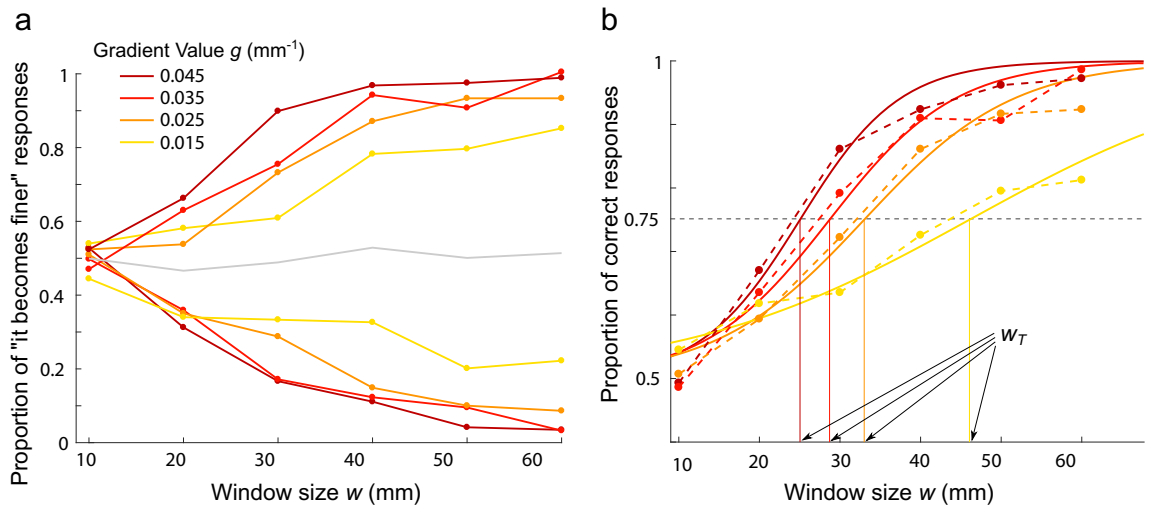 a
Gradient Value g (mm⁻¹)
0.045
0.035
0.025
0.015
Proportion of "it becomes finer" responses
1
0.8
0.6
0.4
0.2
0
10 20 30 40 50 60
Window size w (mm)
b
Proportion of correct responses
1
0.75
0.5
w_T
10 20 30 40 50 60
Window size w (mm)